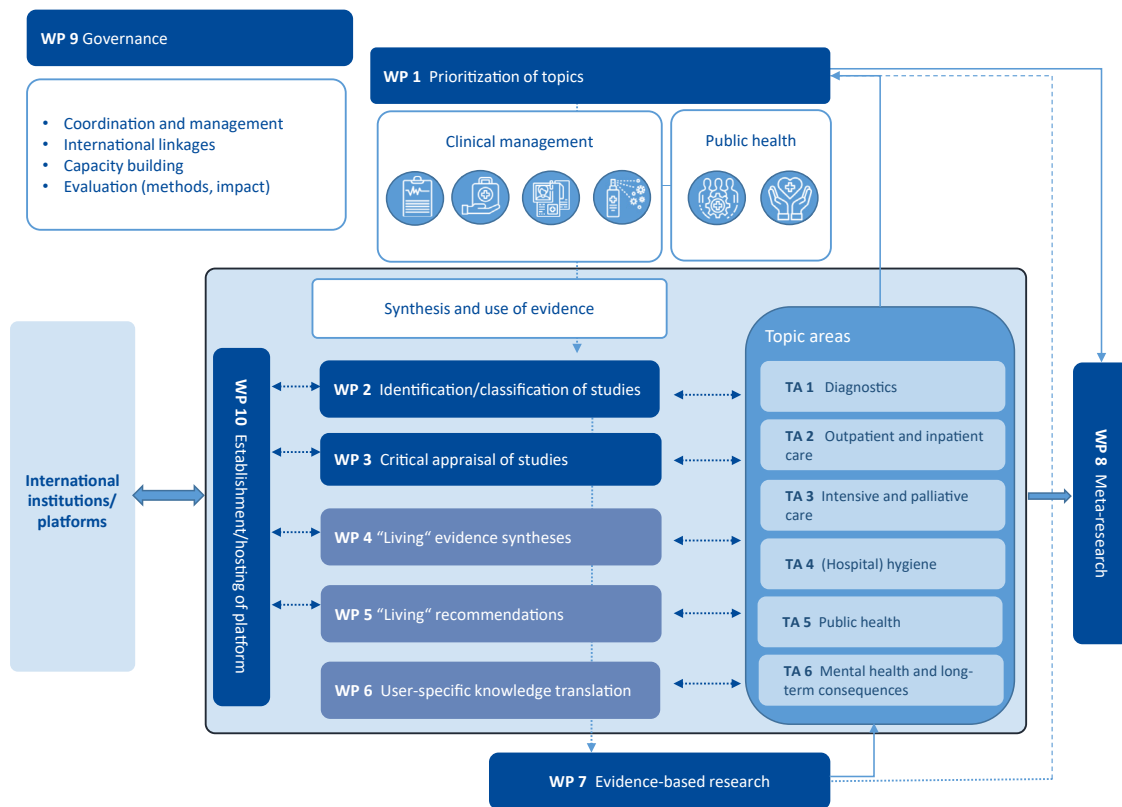 WP 9 Governance
• Coordination and management
• International linkages
• Capacity building
• Evaluation (methods, impact)
WP 1 Prioritization of topics
Clinical management
Public health
Synthesis and use of evidence
International
institutions/
platforms
WP 10 Establishment/hosting of platform
WP 2 Identification/classification of studies
WP 3 Critical appraisal of studies
WP 4 “Living“ evidence syntheses
WP 5 “Living“ recommendations
WP 6 User-specific knowledge translation
Topic areas
TA 1 Diagnostics
TA 2 Outpatient and inpatient
care
TA 3 Intensive and palliative
care
TA 4 (Hospital) hygiene
TA 5 Public health
TA 6 Mental health and long-
term consequences
WP 8 Meta-research
WP 7 Evidence-based research